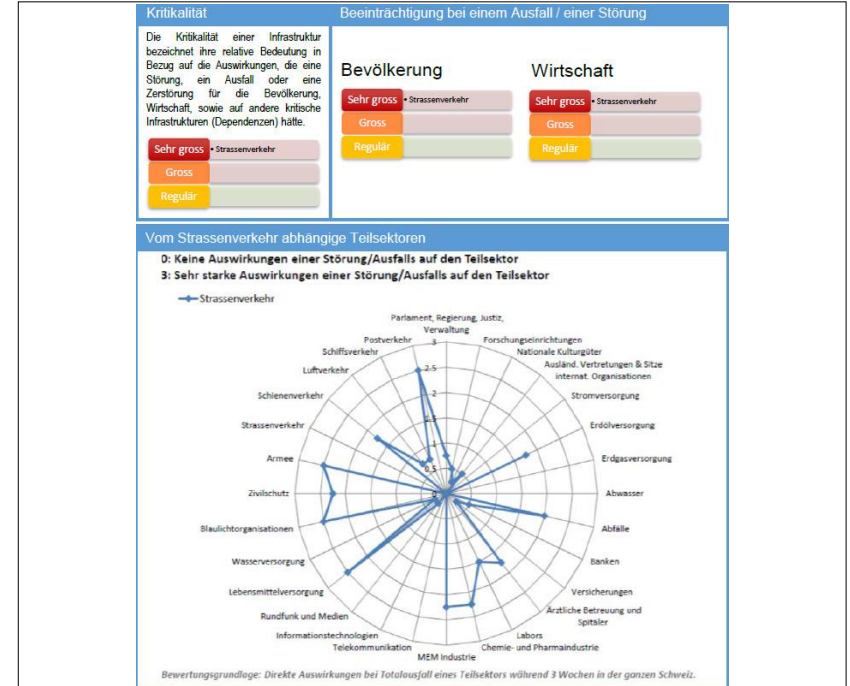 Kritikalität
Die Kritikalität einer Infrastruktur
bezeichnet ihre relative Bedeutung in
Bezug auf die Auswirkungen, die eine
Störung, ein Ausfall oder eine
Zerstörung für die Bevölkerung,
Wirtschaft, sowie auf andere kritische
Infrastrukturen (Dependenzen) hätte.
Sehr gross • Strassenverkehr
Gross
Regulär
Beeinträchtigung bei einem Ausfall / einer Störung
Bevölkerung
Sehr gross • Strassenverkehr
Gross
Regulär
Wirtschaft
Sehr gross • Strassenverkehr
Gross
Regulär
Vom Strassenverkehr abhängige Teilsektoren
0: Keine Auswirkungen einer Störung/Ausfalls auf den Teilsektor
3: Sehr starke Auswirkungen einer Störung/Ausfalls auf den Teilsektor
Strassenverkehr
Parlament, Regierung, Justiz,
Verwaltung
Forschungseinrichtungen
Nationale Kulturgüter
Ausländ. Vertretungen & Sitze
internat. Organisationen
Stromversorgung
Erdölversorgung
Erdgasversorgung
Abwasser
Abfälle
Banken
Versicherungen
Ärztliche Betreuung und
Spitäler
Labors
Chemie- und Pharmaindustrie
MEM Industrie
Telekommunikation
Informationstechnologien
Rundfunk und Medien
Lebensmittelversorgung
Wasserversorgung
Blaulichtorganisationen
Zivilschutz
Armee
Strassenverkehr
Schienenverkehr
Luftverkehr
Schiffsverkehr
Postverkehr
3
2.5
2
1.5
1
0.5
0
Bewertungsgrundlage: Direkte Auswirkungen bei Totalausfall eines Teilsektors während 3 Wochen in der ganzen Schweiz.